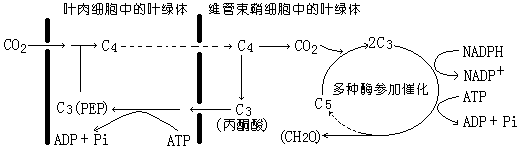 叶肉细胞中的叶绿体 维管束鞘细胞中的叶绿体
CO2 C4 C4 CO2 2C3 NADPH
NADP+
多种酶参加催化
C3(PEP) C3 C5 ATP
(丙酮酸)
ADP+Pi ATP (CH2O) ADP+Pi